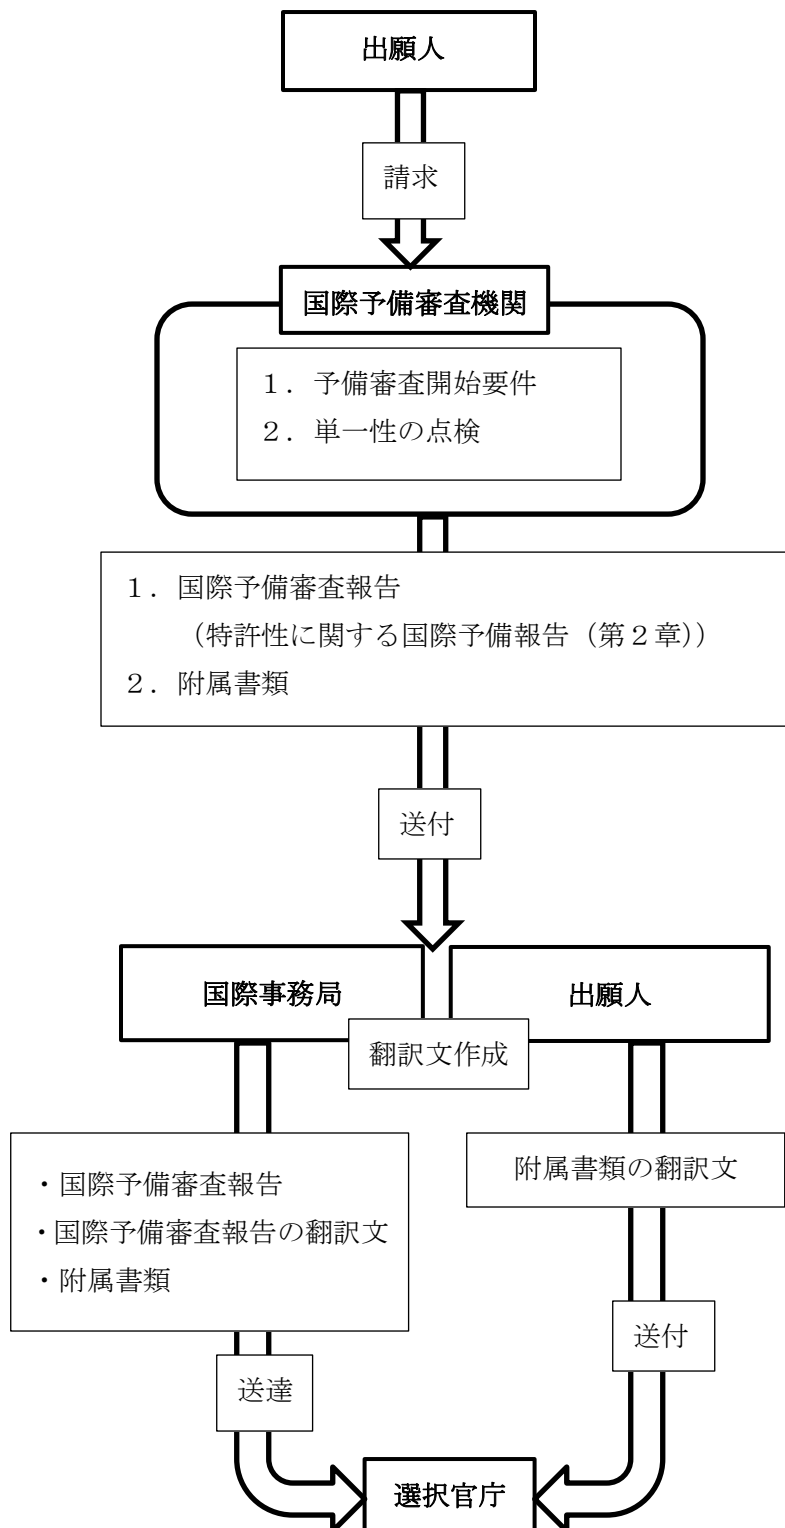 出願人
請求
国際予備審査機関
１．予備審査開始要件
２．単一性の点検
１．国際予備審査報告
（特許性に関する国際予備報告（第２章））
２．附属書類
送付
国際事務局
出願人
翻訳文作成
・国際予備審査報告
・国際予備審査報告の翻訳文
・附属書類
附属書類の翻訳文
送達
送付
選択官庁